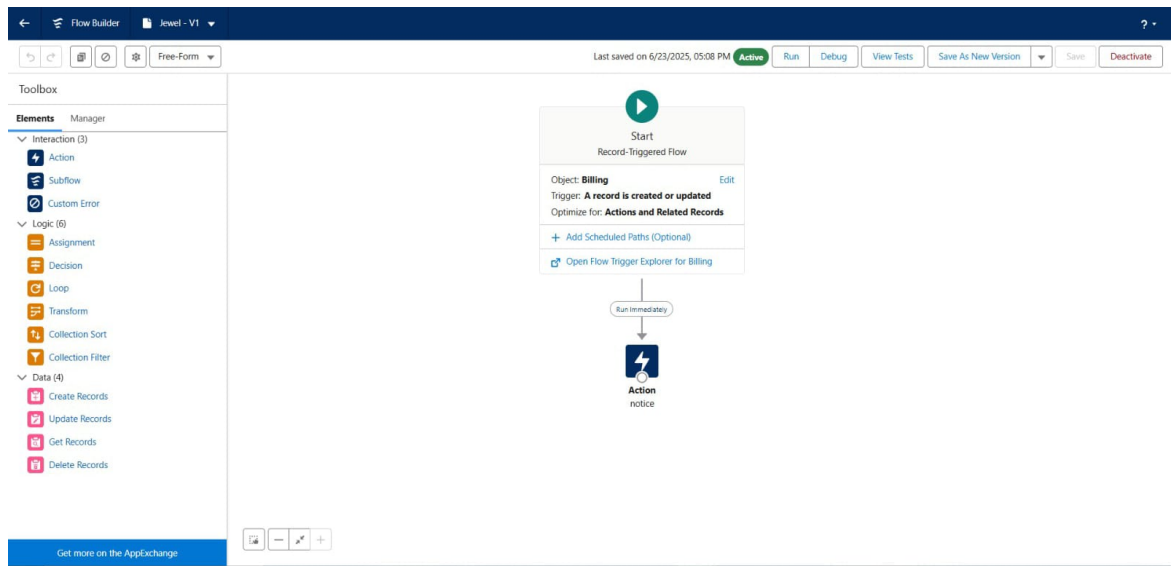 Flow Builder
Jewel - V1
?
Free-Form
Last saved on 6/23/2025, 05:08 PM Active Run Debug View Tests Save As New Version Save Deactivate
Toolbox
Elements Manager
Interaction (3)
Action
Subflow
Custom Error
Logic (6)
Assignment
Decision
Loop
Transform
Collection Sort
Collection Filter
Data (4)
Create Records
Update Records
Get Records
Delete Records
Get more on the AppExchange
Start
Record-Triggered Flow
Object: Billing Edit
Trigger: A record is created or updated
Optimize for: Actions and Related Records
+ Add Scheduled Paths (Optional)
Open Flow Trigger Explorer for Billing
Run Immediately
Action
notice